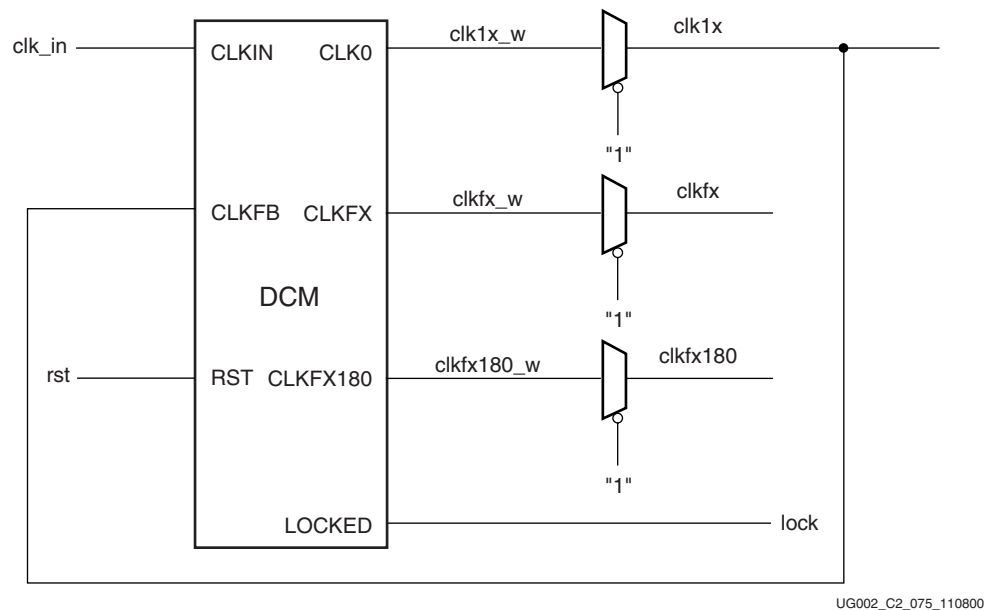 clk_in
CLKIN
CLK0
clk1x_w
clk1x
"1"
CLKFB
CLKFX
clkfx_w
clkfx
DCM
"1"
rst
RST
CLKFX180
clkfx180_w
clkfx180
"1"
LOCKED
lock
UG002_C2_075_110800